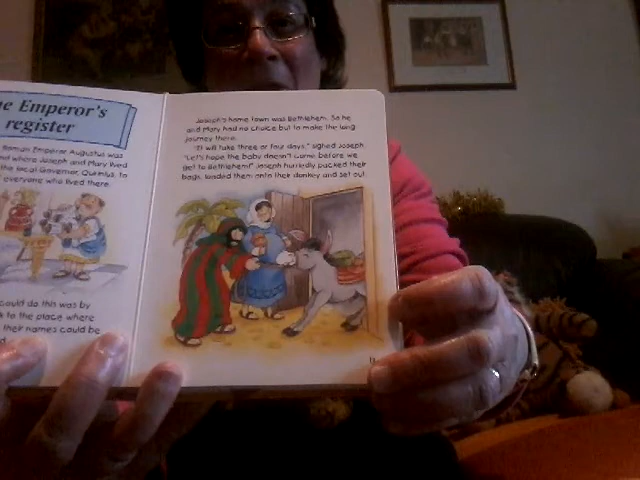 e Emperor's
register
Roman Emperor Augustus was
where Joseph and Mary lived
the local Governor, Quirinius, to
everyone who lived there.
could do this was by
k to the place where
their names could be
d.
Joseph's home town was Bethlehem. So he
and Mary had no choice but to make the long
journey there.
"It will take three or four days," sighed Joseph.
"Let's hope the baby doesn't come before we
get to Bethlehem!" Joseph hurriedly packed their
bags, loaded them onto their donkey and set out.